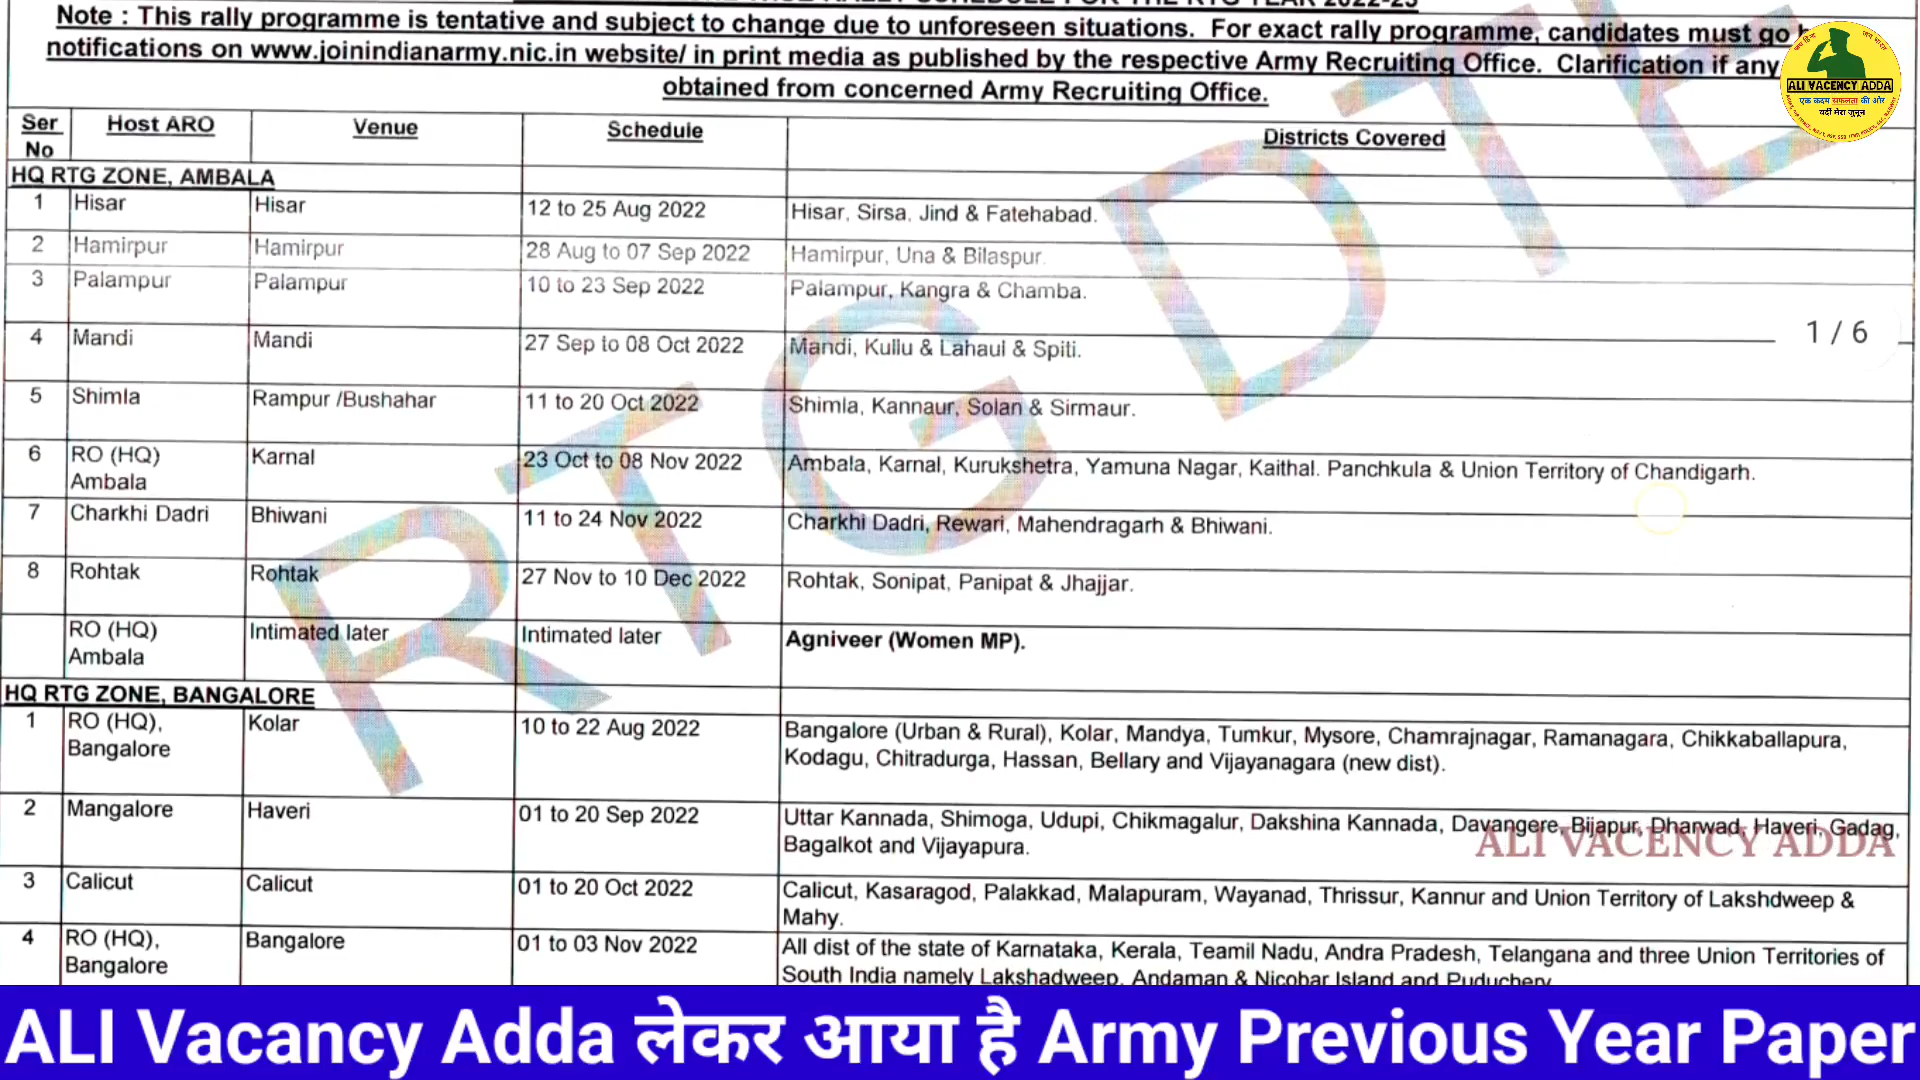 Note : This rally programme is tentative and subject to change due to unforeseen situations. For exact rally programme, candidates must go
notifications on www.joinindianarmy.nic.in website/ in print media as published by the respective Army Recruiting Office. Clarification if any
obtained from concerned Army Recruiting Office.
ALI VACENCY ADDA
एक कदम सफलता की ओर
वर्दी मेरा जुनून
Ser No Host ARO Venue Schedule Districts Covered
HQ RTG ZONE, AMBALA
1 Hisar Hisar 12 to 25 Aug 2022 Hisar, Sirsa, Jind & Fatehabad.
2 Hamirpur Hamirpur 28 Aug to 07 Sep 2022 Hamirpur, Una & Bilaspur.
3 Palampur Palampur 10 to 23 Sep 2022 Palampur, Kangra & Chamba.
1 / 6
4 Mandi Mandi 27 Sep to 08 Oct 2022 Mandi, Kullu & Lahaul & Spiti.
5 Shimla Rampur /Bushahar 11 to 20 Oct 2022 Shimla, Kannaur, Solan & Sirmaur.
6 RO (HQ) Karnal 23 Oct to 08 Nov 2022 Ambala, Karnal, Kurukshetra, Yamuna Nagar, Kaithal. Panchkula & Union Territory of Chandigarh.
Ambala
7 Charkhi Dadri Bhiwani 11 to 24 Nov 2022 Charkhi Dadri, Rewari, Mahendragarh & Bhiwani.
8 Rohtak Rohtak 27 Nov to 10 Dec 2022 Rohtak, Sonipat, Panipat & Jhajjar.
RO (HQ) Intimated later Intimated later Agniveer (Women MP).
Ambala
HQ RTG ZONE, BANGALORE
1 RO (HQ), Kolar 10 to 22 Aug 2022 Bangalore (Urban & Rural), Kolar, Mandya, Tumkur, Mysore, Chamrajnagar, Ramanagara, Chikkaballapura,
Bangalore Kodagu, Chitradurga, Hassan, Bellary and Vijayanagara (new dist).
2 Mangalore Haveri 01 to 20 Sep 2022 Uttar Kannada, Shimoga, Udupi, Chikmagalur, Dakshina Kannada, Davangere, Bijapur, Dharwad, Haveri, Gadag,
Bagalkot and Vijayapura.
ALI VACENCY ADDA
3 Calicut Calicut 01 to 20 Oct 2022 Calicut, Kasaragod, Palakkad, Malapuram, Wayanad, Thrissur, Kannur and Union Territory of Lakshdweep &
Mahy.
4 RO (HQ), Bangalore 01 to 03 Nov 2022 All dist of the state of Karnataka, Kerala, Teamil Nadu, Andra Pradesh, Telangana and three Union Territories of
Bangalore South India namely Lakshadweep, Andaman & Nicobar Island and Puducherry
RTG DTE
ALI Vacancy Adda लेकर आया है Army Previous Year Paper